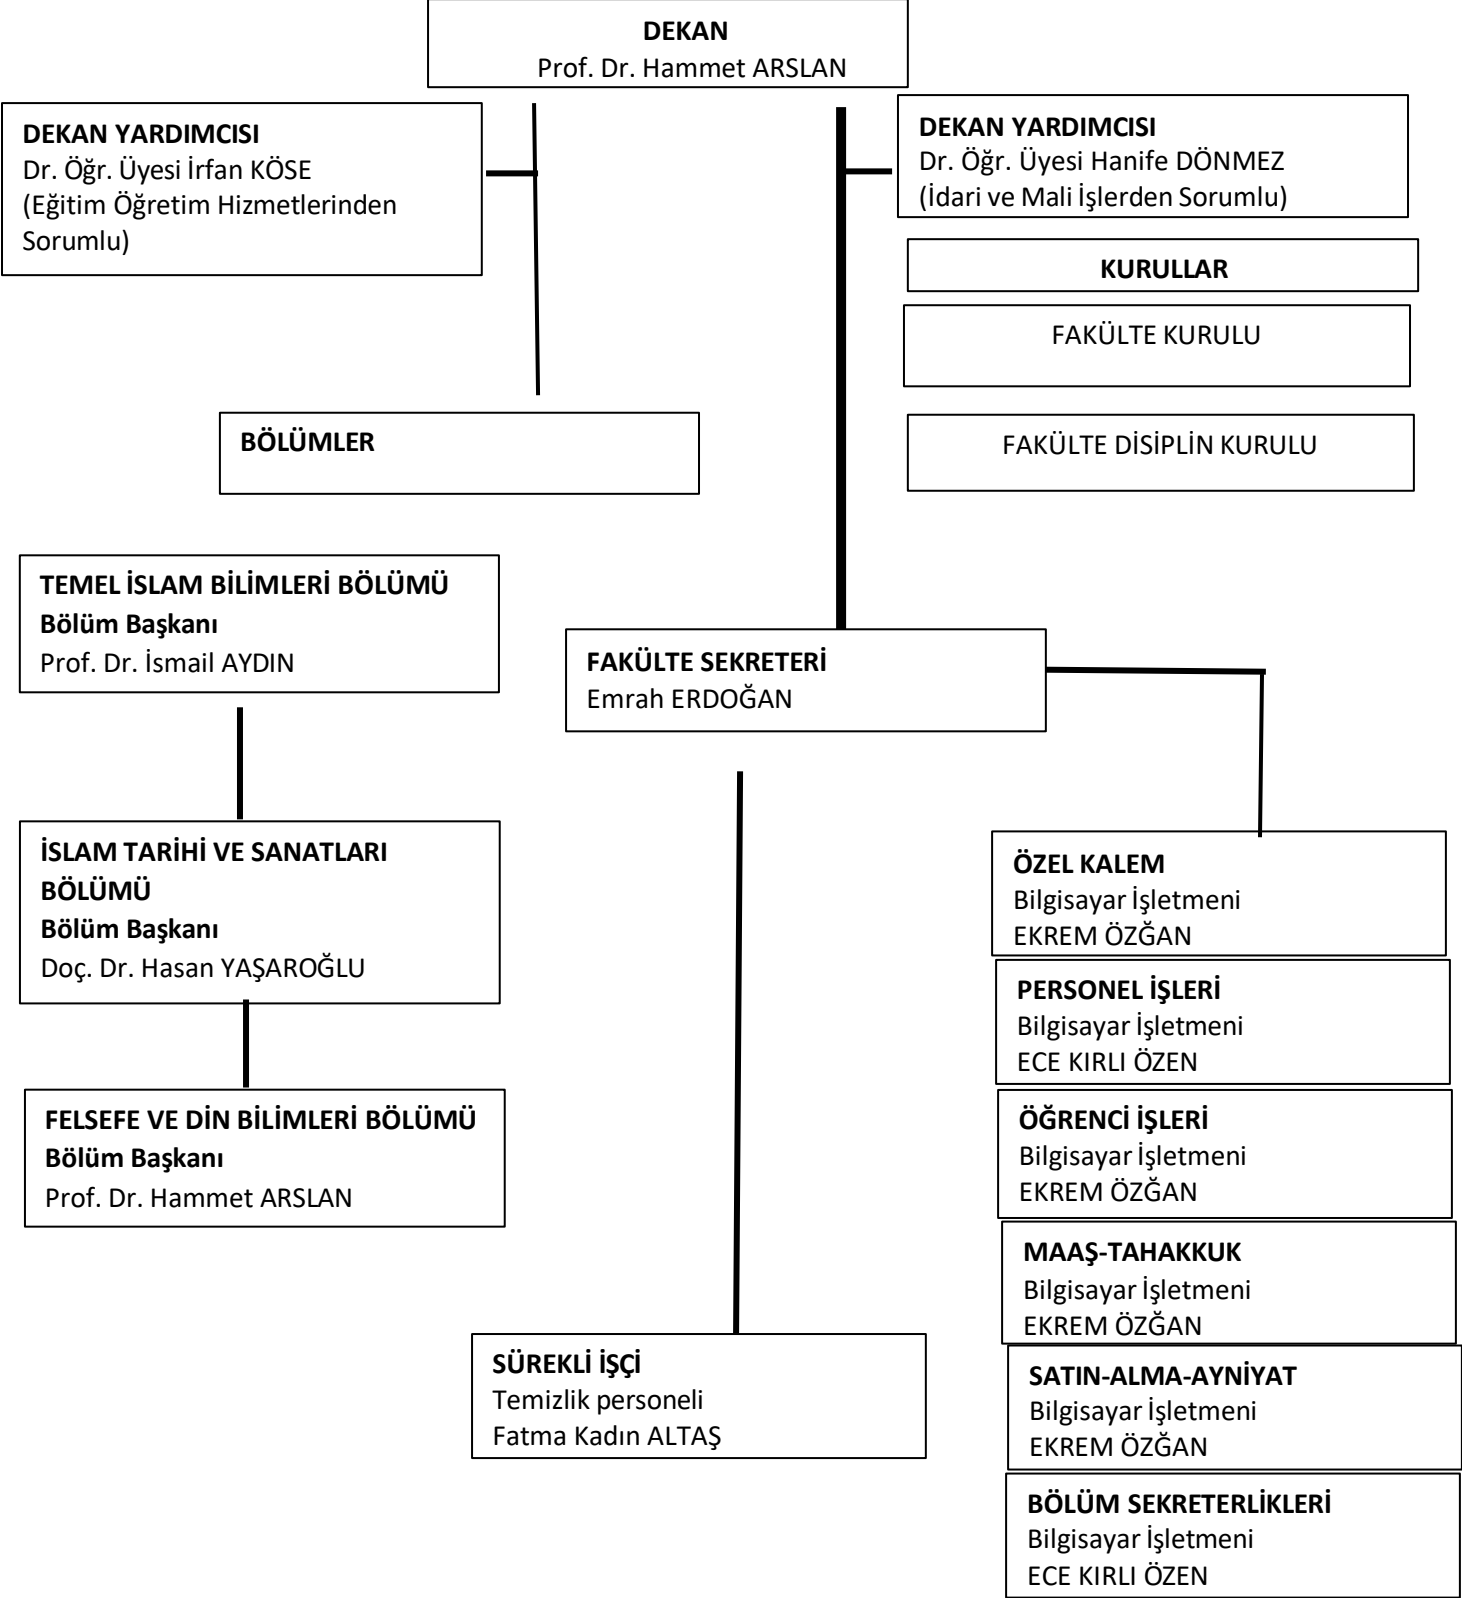 DEKAN
Prof. Dr. Hammet ARSLAN
DEKAN YARDIMCISI
Dr. Öğr. Üyesi İrfan KÖSE
(Eğitim Öğretim Hizmetlerinden
Sorumlu)
DEKAN YARDIMCISI
Dr. Öğr. Üyesi Hanife DÖNMEZ
(İdari ve Mali İşlerden Sorumlu)
KURULLAR
FAKÜLTE KURULU
FAKÜLTE DİSİPLİN KURULU
BÖLÜMLER
TEMEL İSLAM BİLİMLERİ BÖLÜMÜ
Bölüm Başkanı
Prof. Dr. İsmail AYDIN
İSLAM TARİHİ VE SANATLARI
BÖLÜMÜ
Bölüm Başkanı
Doç. Dr. Hasan YAŞAROĞLU
FELSEFE VE DİN BİLİMLERİ BÖLÜMÜ
Bölüm Başkanı
Prof. Dr. Hammet ARSLAN
FAKÜLTE SEKRETERİ
Emrah ERDOĞAN
SÜREKLİ İŞÇİ
Temizlik personeli
Fatma Kadın ALTAŞ
ÖZEL KALEM
Bilgisayar İşletmeni
EKREM ÖZĞAN
PERSONEL İŞLERİ
Bilgisayar İşletmeni
ECE KIRLI ÖZEN
ÖĞRENCİ İŞLERİ
Bilgisayar İşletmeni
EKREM ÖZĞAN
MAAŞ-TAHAKKUK
Bilgisayar İşletmeni
EKREM ÖZĞAN
SATIN-ALMA-AYNİYAT
Bilgisayar İşletmeni
EKREM ÖZĞAN
BÖLÜM SEKRETERLİKLERİ
Bilgisayar İşletmeni
ECE KIRLI ÖZEN